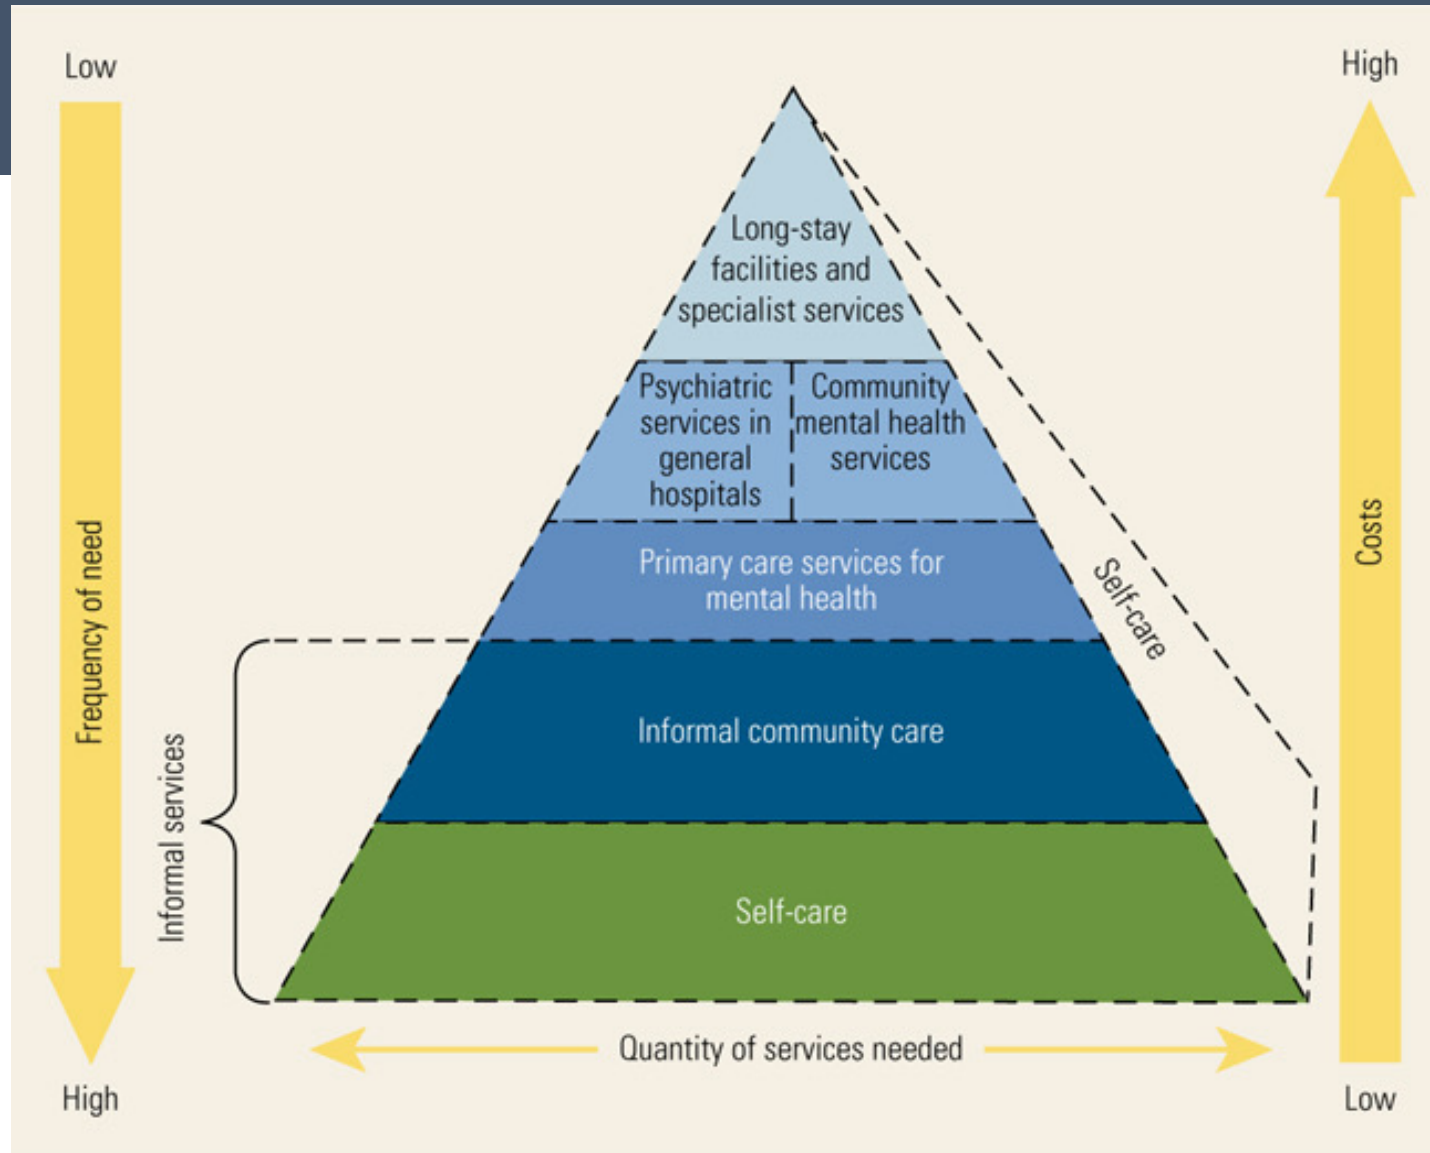 Low
High
Long-stay
facilities and
specialist services
Psychiatric
services in
general
hospitals
Community
mental health
services
Primary care services for
mental health
Self-care
Informal community care
Self-care
Frequency of need
Informal services
Costs
Quantity of services needed
High
Low